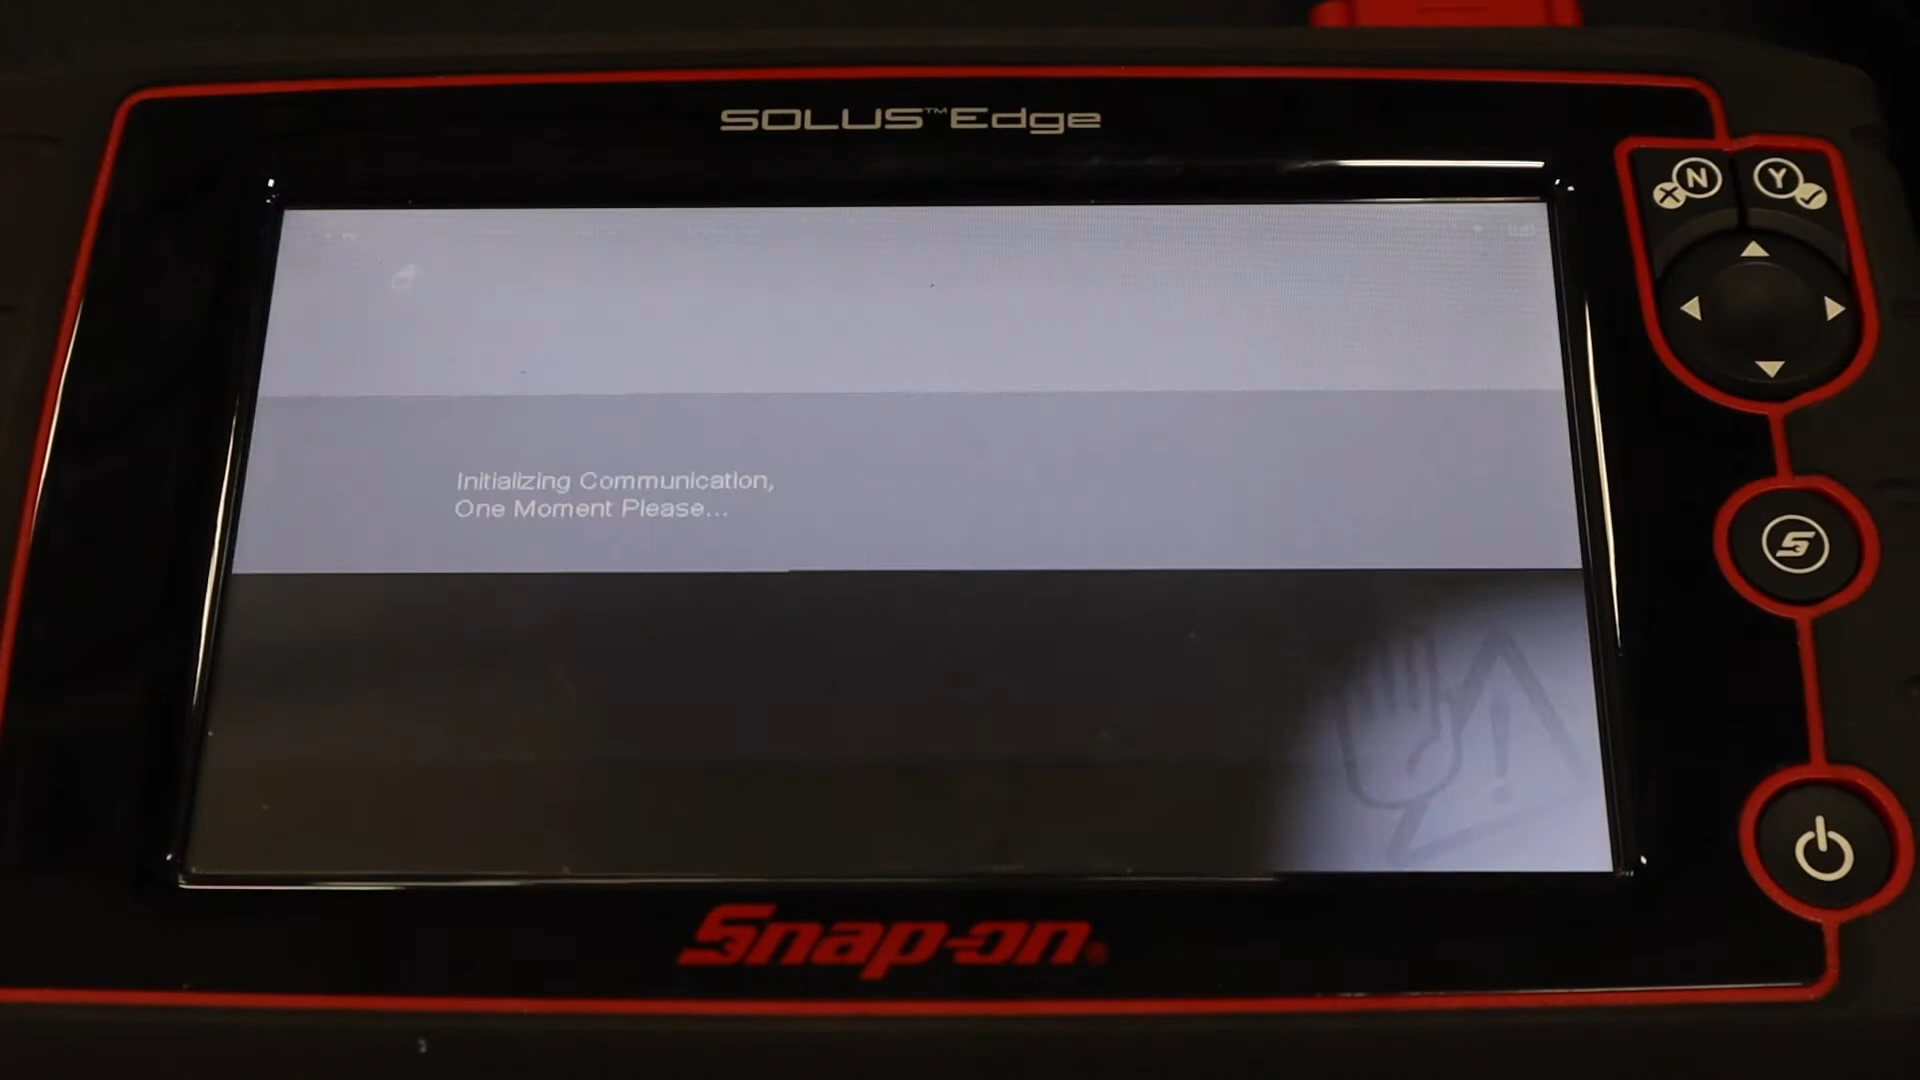 SOLUS™Edge
N
Y
Initializing Communication,
One Moment Please...
S
Snap-on®